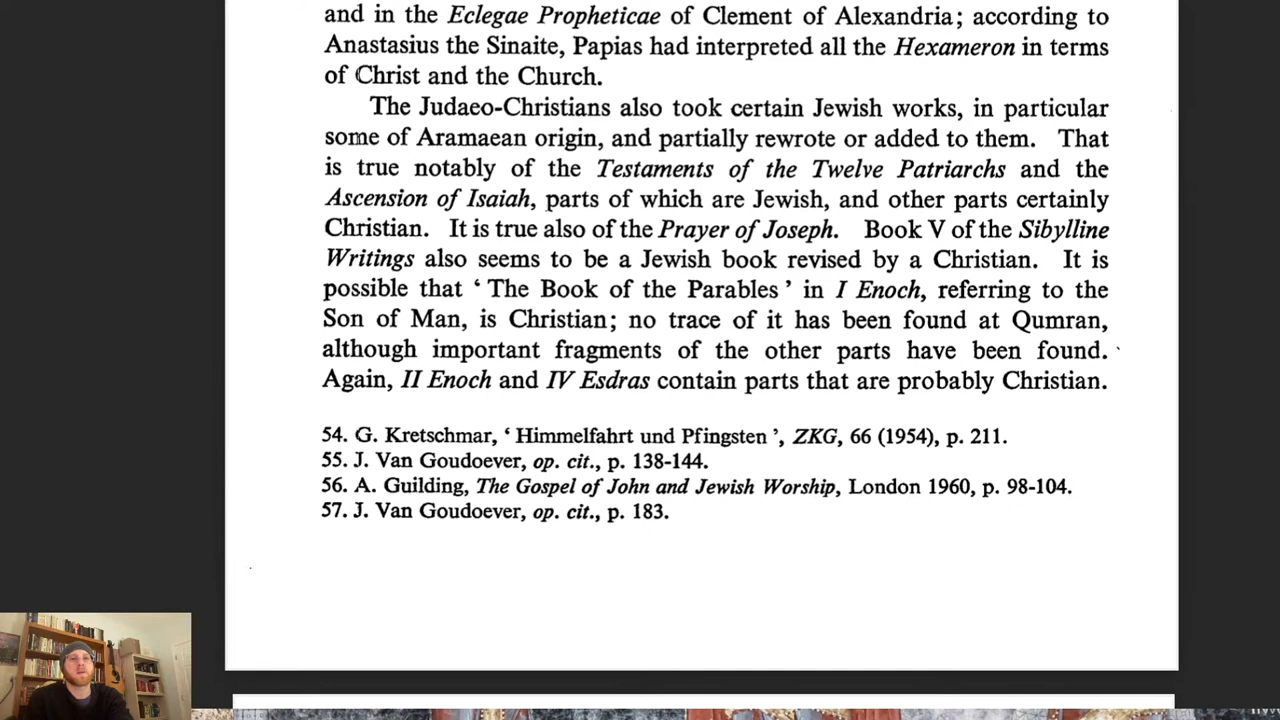 and in the Eclegae Propheticae of Clement of Alexandria; according to
Anastasius the Sinaite, Papias had interpreted all the Hexameron in terms
of Christ and the Church.
The Judaeo-Christians also took certain Jewish works, in particular
some of Aramaean origin, and partially rewrote or added to them. That
is true notably of the Testaments of the Twelve Patriarchs and the
Ascension of Isaiah, parts of which are Jewish, and other parts certainly
Christian. It is true also of the Prayer of Joseph. Book V of the Sibylline
Writings also seems to be a Jewish book revised by a Christian. It is
possible that ‘ The Book of the Parables ’ in I Enoch, referring to the
Son of Man, is Christian; no trace of it has been found at Qumran,
although important fragments of the other parts have been found.
Again, II Enoch and IV Esdras contain parts that are probably Christian.
54. G. Kretschmar, ‘ Himmelfahrt und Pfingsten ’, ZKG, 66 (1954), p. 211.
55. J. Van Goudoever, op. cit., p. 138-144.
56. A. Guilding, The Gospel of John and Jewish Worship, London 1960, p. 98-104.
57. J. Van Goudoever, op. cit., p. 183.